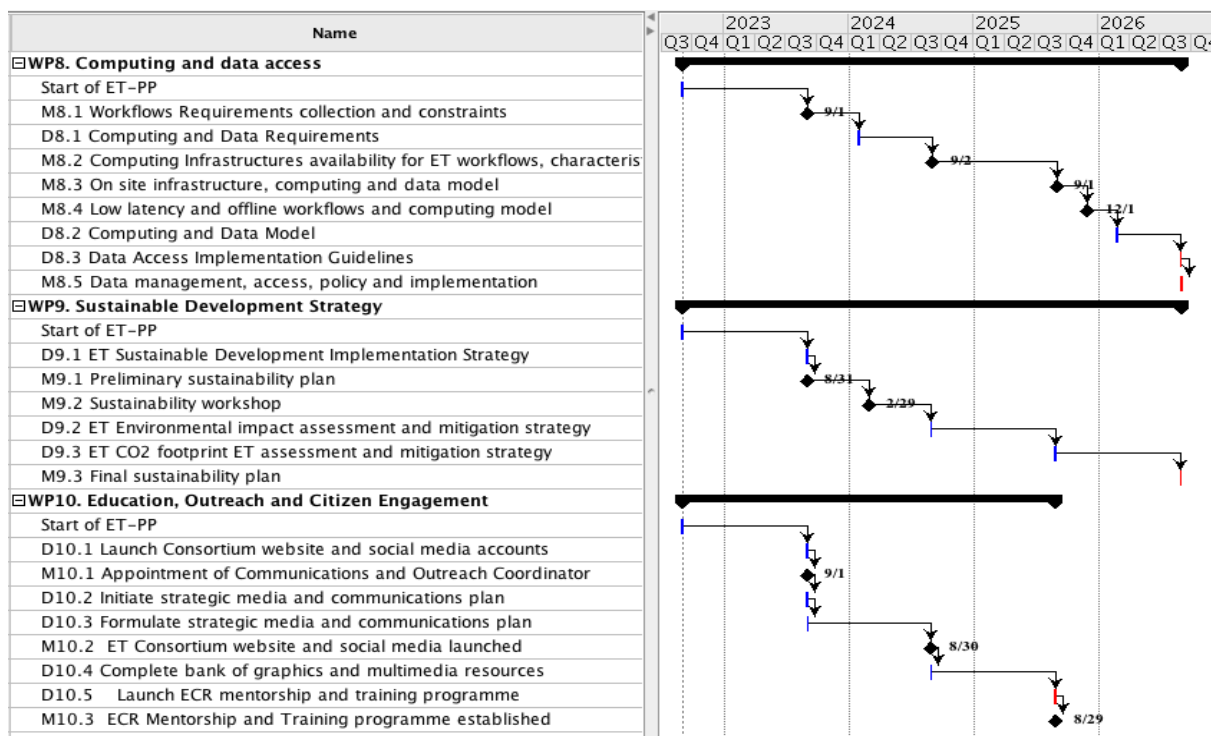 Name
2023 2024 2025 2026
Q3 Q4 Q1 Q2 Q3 Q4 Q1 Q2 Q3 Q4 Q1 Q2 Q3 Q4 Q1 Q2 Q3 Q4
WP8. Computing and data access
Start of ET-PP
M8.1 Workflows Requirements collection and constraints 9/1
D8.1 Computing and Data Requirements
M8.2 Computing Infrastructures availability for ET workflows, characteris 9/2
M8.3 On site infrastructure, computing and data model 9/1
M8.4 Low latency and offline workflows and computing model 12/1
D8.2 Computing and Data Model
D8.3 Data Access Implementation Guidelines
M8.5 Data management, access, policy and implementation
WP9. Sustainable Development Strategy
Start of ET-PP
D9.1 ET Sustainable Development Implementation Strategy
M9.1 Preliminary sustainability plan 8/31
M9.2 Sustainability workshop 2/29
D9.2 ET Environmental impact assessment and mitigation strategy
D9.3 ET CO2 footprint ET assessment and mitigation strategy
M9.3 Final sustainability plan
WP10. Education, Outreach and Citizen Engagement
Start of ET-PP
D10.1 Launch Consortium website and social media accounts
M10.1 Appointment of Communications and Outreach Coordinator 9/1
D10.2 Initiate strategic media and communications plan
D10.3 Formulate strategic media and communications plan
M10.2 ET Consortium website and social media launched 8/30
D10.4 Complete bank of graphics and multimedia resources
D10.5 Launch ECR mentorship and training programme
M10.3 ECR Mentorship and Training programme established 8/29